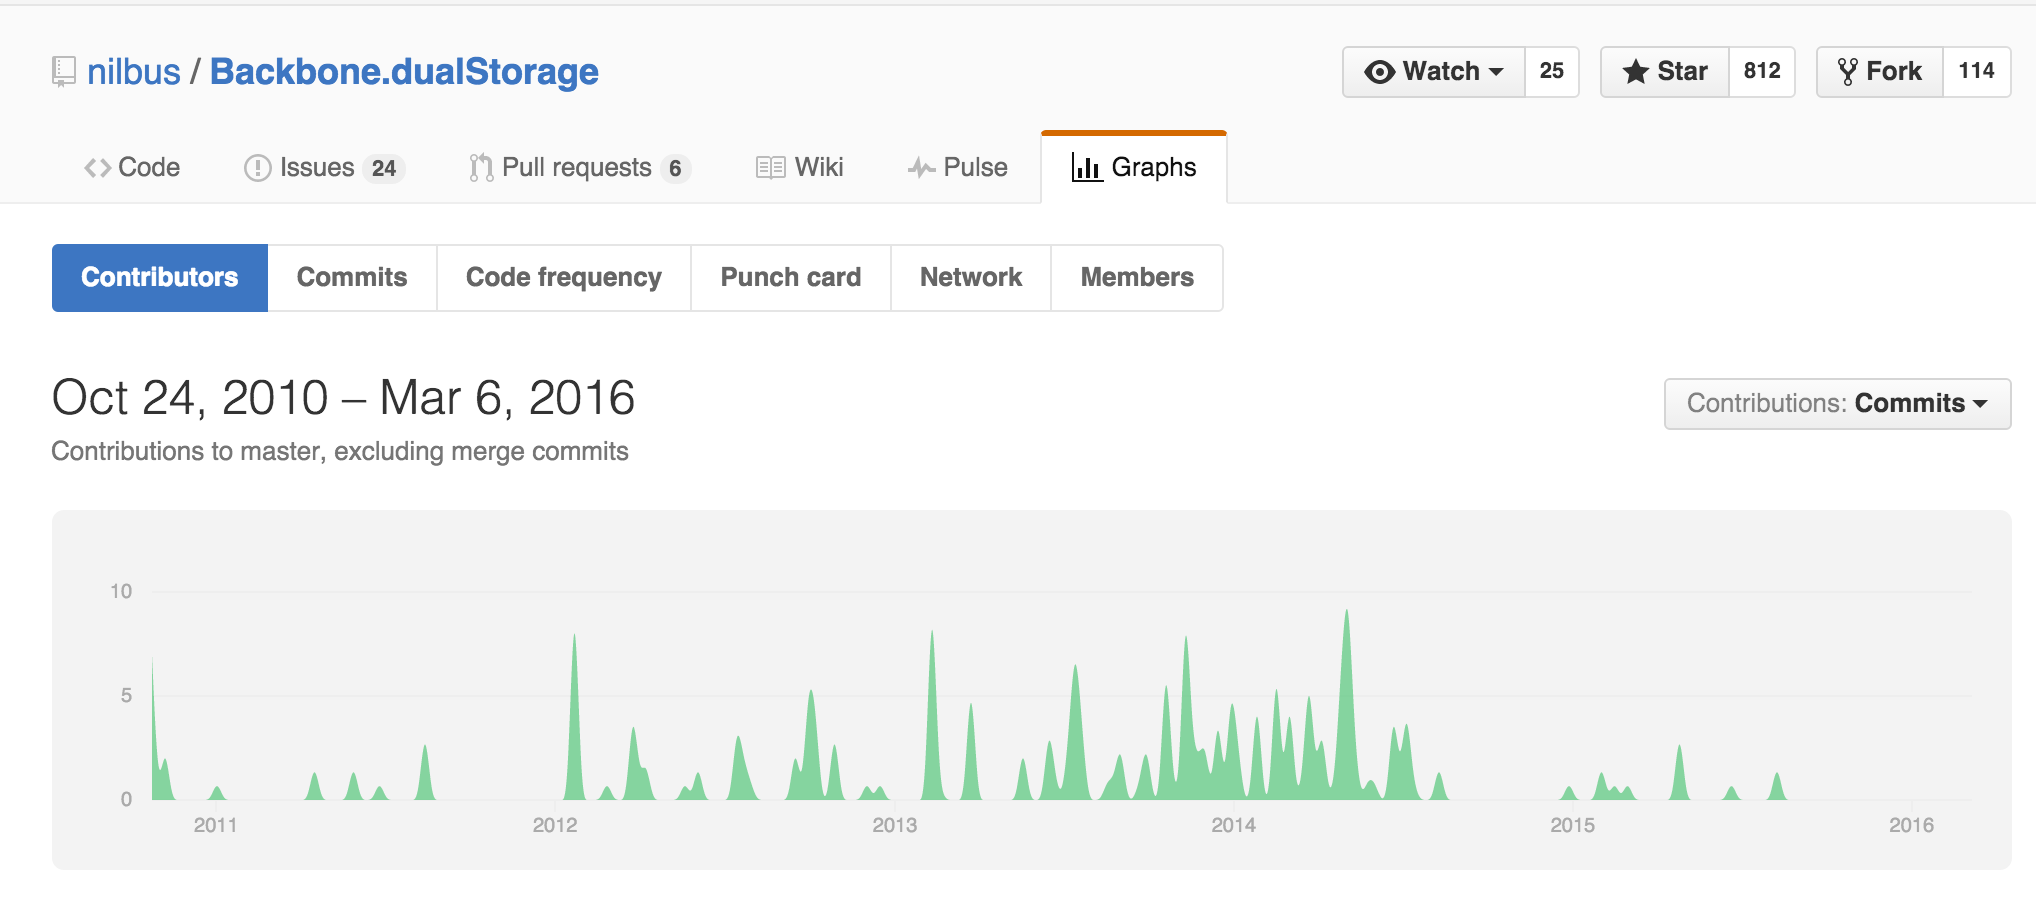 nilbus / Backbone.dualStorage
Watch 25 Star 812 Fork 114
Code Issues 24 Pull requests 6 Wiki Pulse Graphs
Contributors Commits Code frequency Punch card Network Members
Oct 24, 2010 – Mar 6, 2016
Contributions: Commits
Contributions to master, excluding merge commits
10
5
0
2011 2012 2013 2014 2015 2016